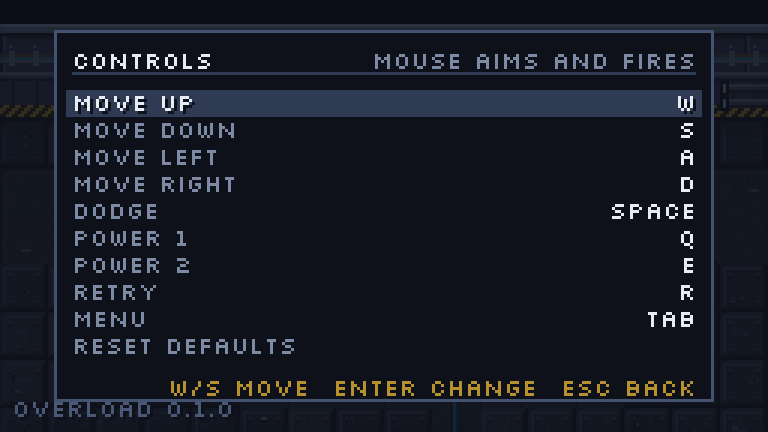 CONTROLS MOUSE AIMS AND FIRES
MOVE UP W
MOVE DOWN S
MOVE LEFT A
MOVE RIGHT D
DODGE SPACE
POWER 1 Q
POWER 2 E
RETRY R
MENU TAB
RESET DEFAULTS
W/S MOVE ENTER CHANGE ESC BACK
OVERLOAD 0.1.0